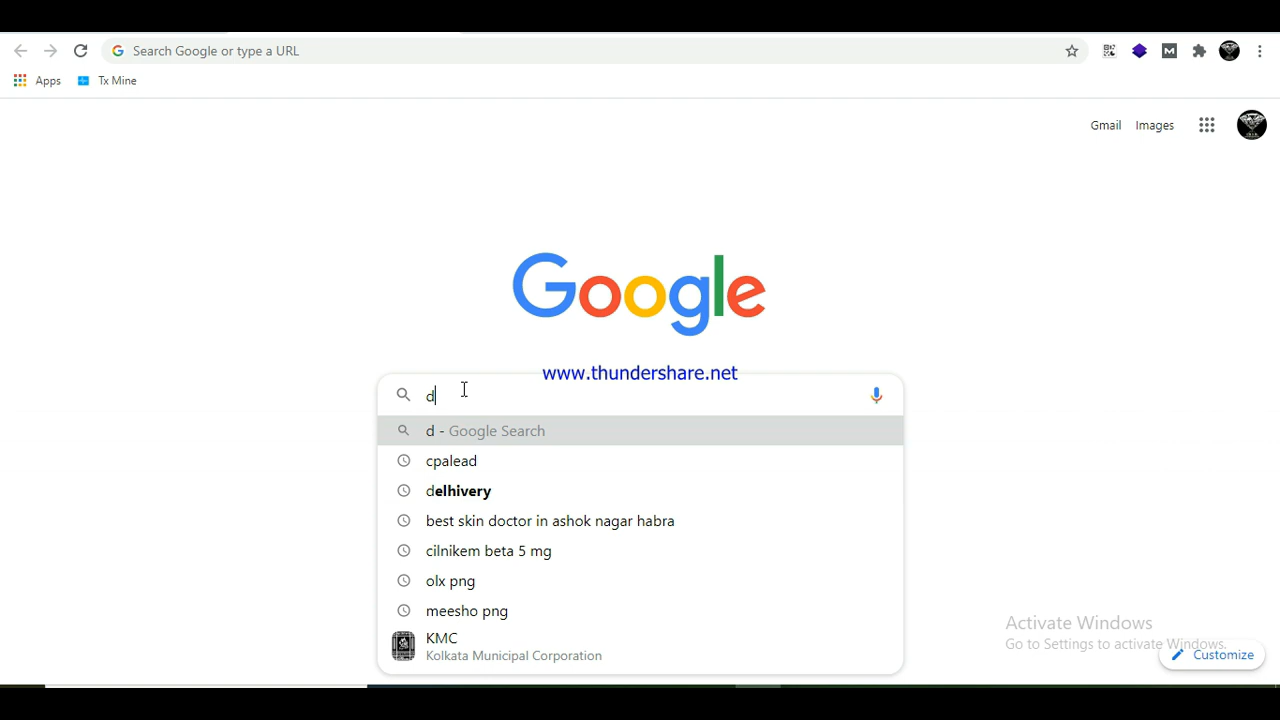 Search Google or type a URL
Apps
Tx Mine
Gmail
Images
Google
www.thundershare.net
d
d - Google Search
cpalead
delhivery
best skin doctor in ashok nagar habra
cilnikem beta 5 mg
olx png
meesho png
KMC
Kolkata Municipal Corporation
Activate Windows
Go to Settings to activate Windows.
Customize